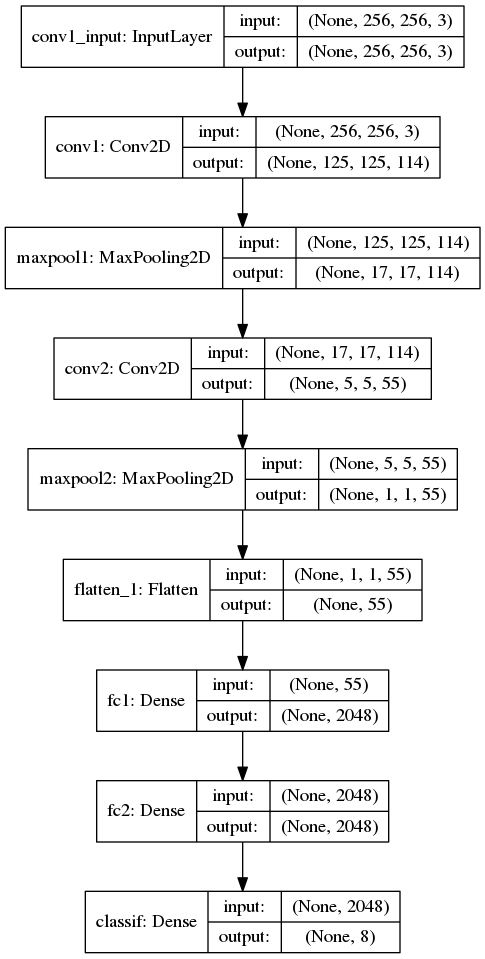 conv1_input: InputLayer
input: (None, 256, 256, 3)
output: (None, 256, 256, 3)
conv1: Conv2D
input: (None, 256, 256, 3)
output: (None, 125, 125, 114)
maxpool1: MaxPooling2D
input: (None, 125, 125, 114)
output: (None, 17, 17, 114)
conv2: Conv2D
input: (None, 17, 17, 114)
output: (None, 5, 5, 55)
maxpool2: MaxPooling2D
input: (None, 5, 5, 55)
output: (None, 1, 1, 55)
flatten_1: Flatten
input: (None, 1, 1, 55)
output: (None, 55)
fc1: Dense
input: (None, 55)
output: (None, 2048)
fc2: Dense
input: (None, 2048)
output: (None, 2048)
classif: Dense
input: (None, 2048)
output: (None, 8)